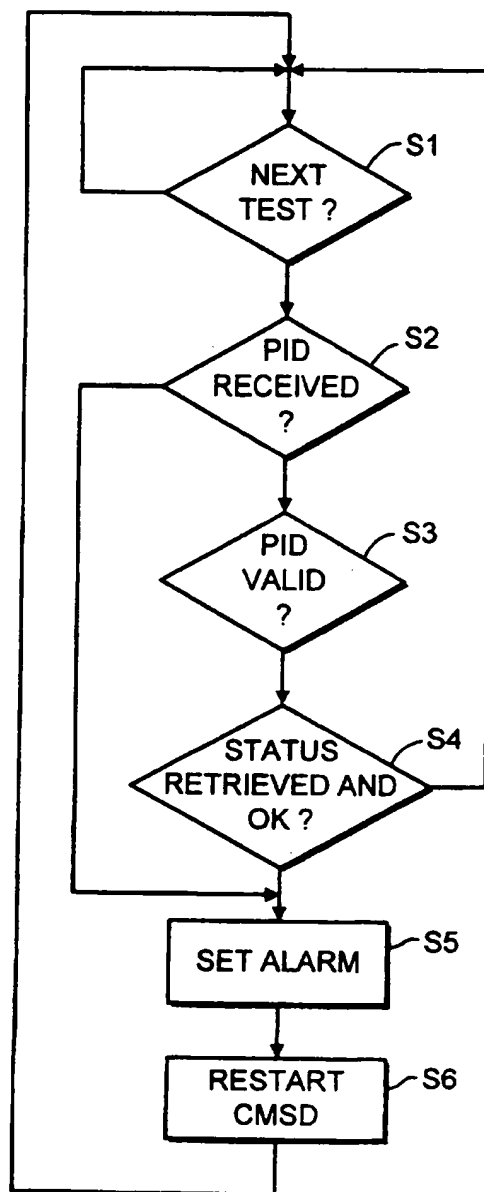 S1
NEXT
TEST ?
S2
PID
RECEIVED
?
S3
PID
VALID
?
S4
STATUS
RETRIEVED AND
OK ?
S5
SET ALARM
S6
RESTART
CMSD